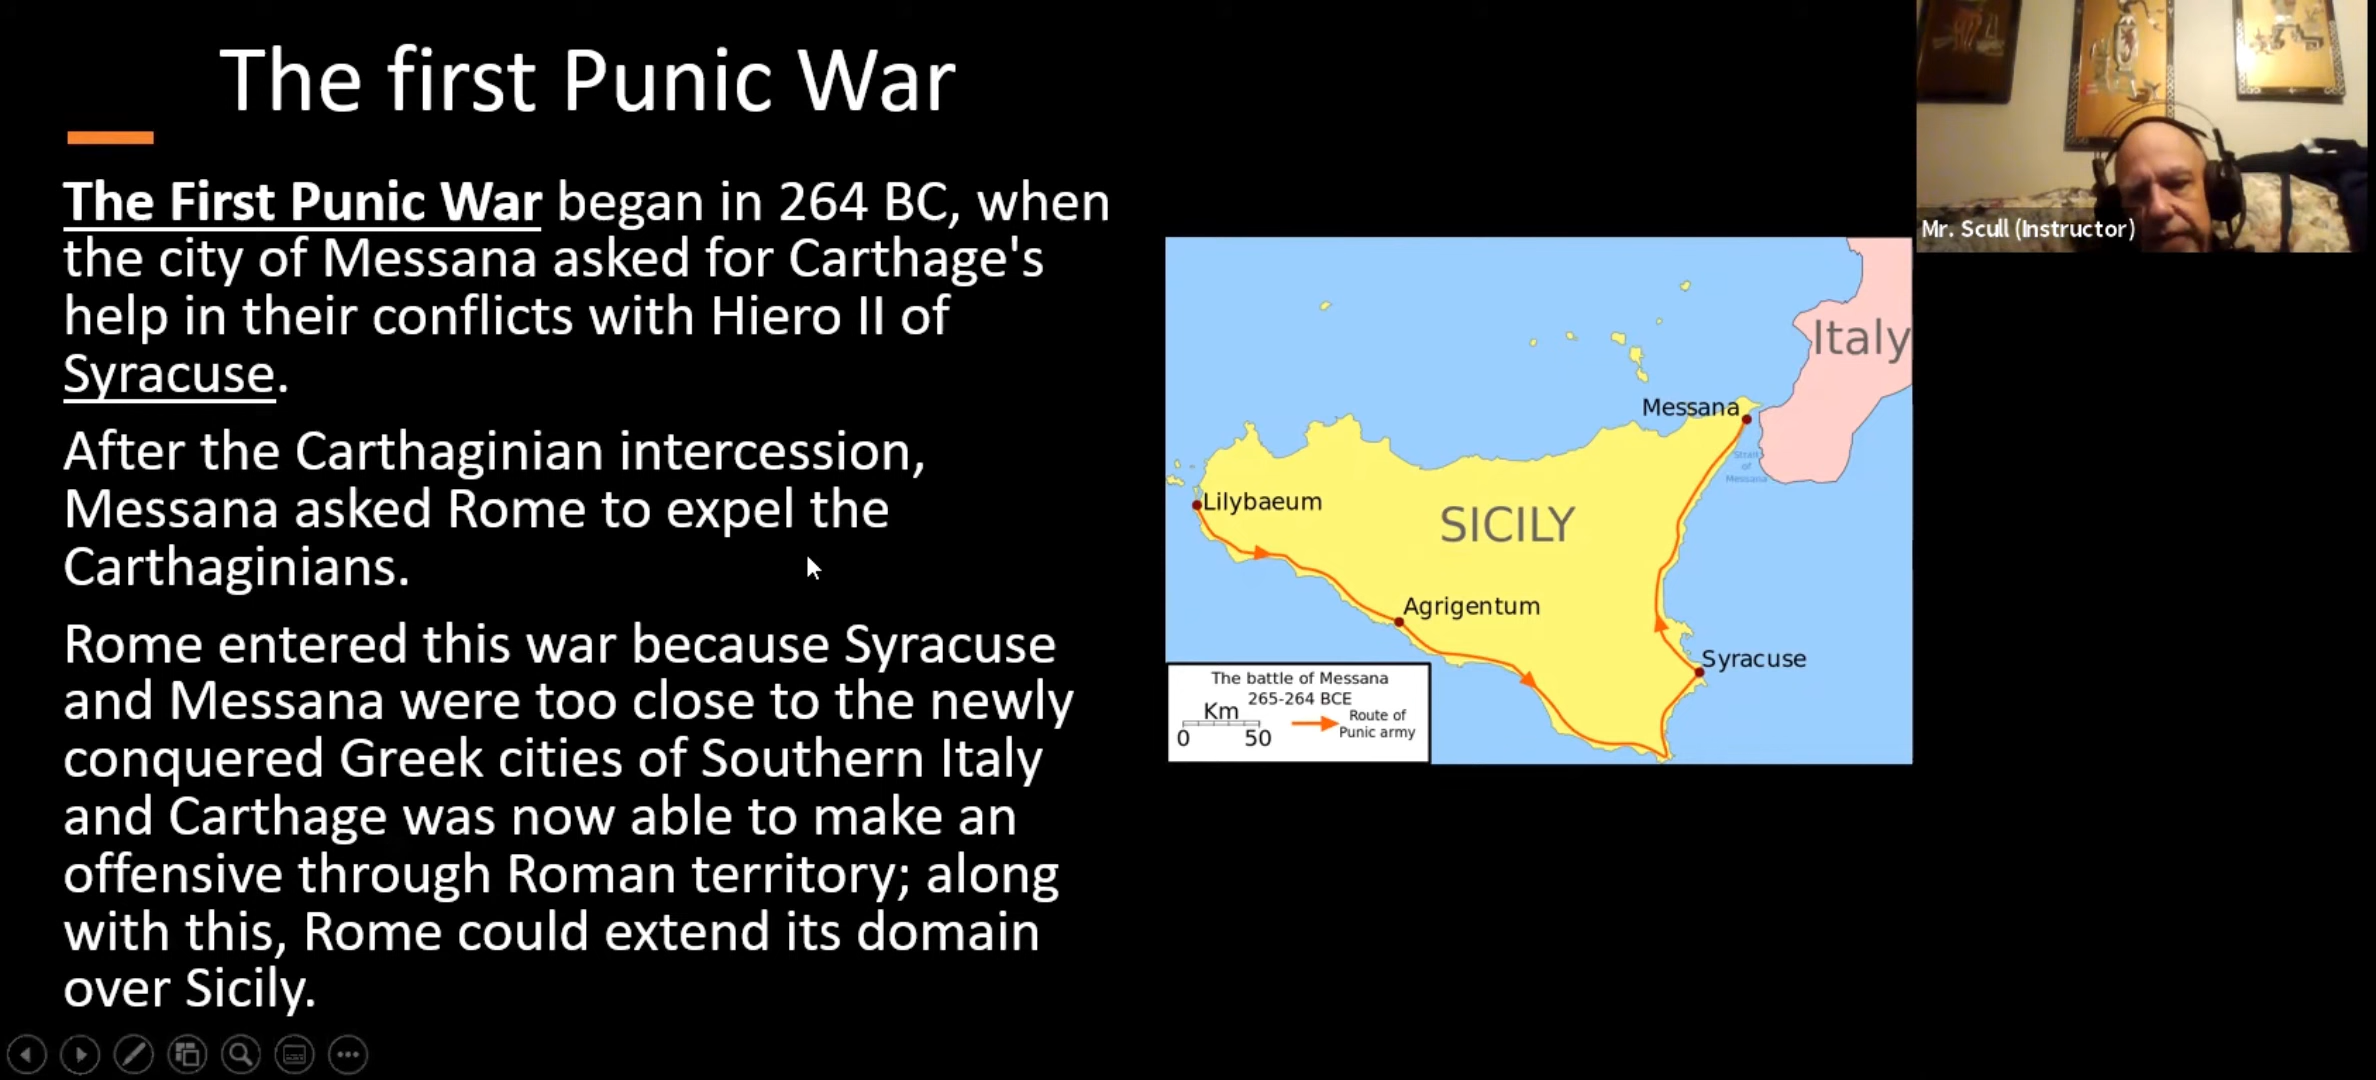 The first Punic War
The First Punic War began in 264 BC, when
the city of Messana asked for Carthage's
help in their conflicts with Hiero II of
Syracuse.
After the Carthaginian intercession,
Messana asked Rome to expel the
Carthaginians.
Rome entered this war because Syracuse
and Messana were too close to the newly
conquered Greek cities of Southern Italy
and Carthage was now able to make an
offensive through Roman territory; along
with this, Rome could extend its domain
over Sicily.
Mr. Scull (Instructor)
Italy
Messana
Strait
of
Messana
Lilybaeum
SICILY
Agrigentum
Syracuse
The battle of Messana
265-264 BCE
Km
0 50
Route of
Punic army